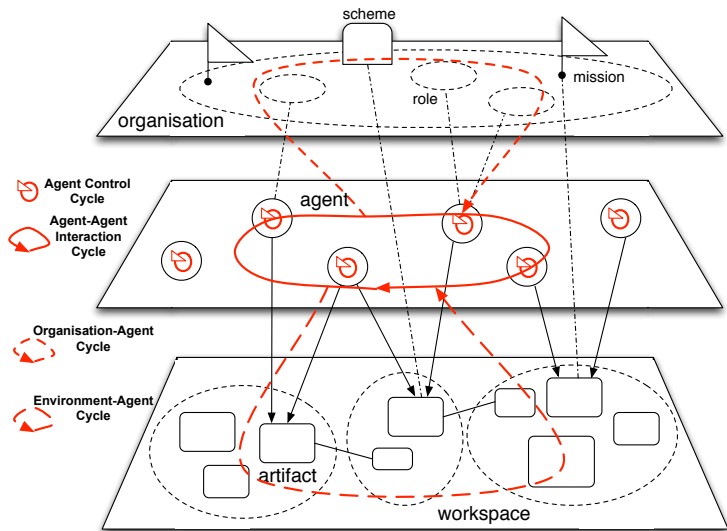 scheme
mission
role
organisation
Agent Control
Cycle
agent
Agent-Agent
Interaction
Cycle
Organisation-Agent
Cycle
Environment-Agent
Cycle
artifact
workspace